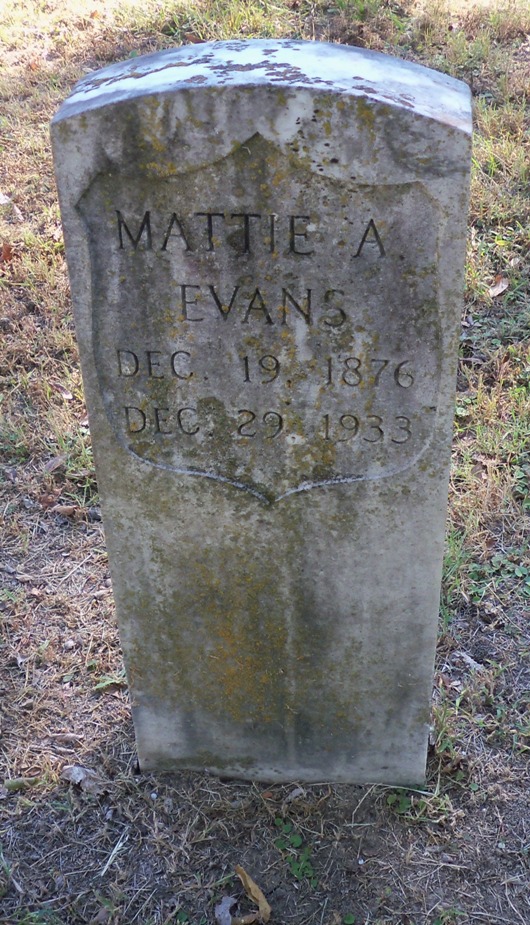 MATTIE A.
EVANS
DEC. 19, 1876
DEC. 29, 1933